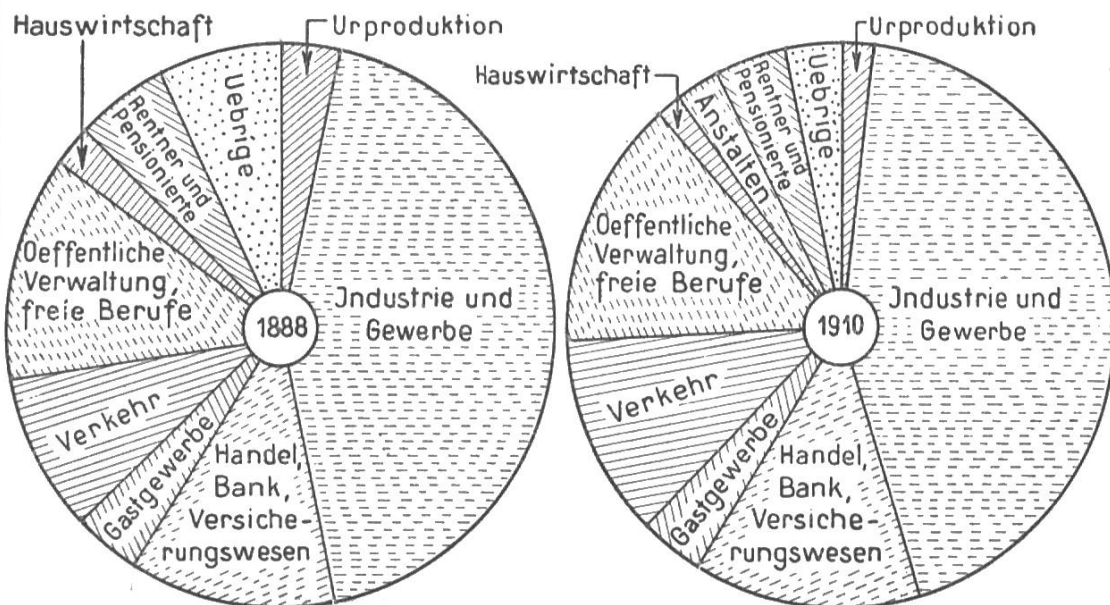 Hauswirtschaft
Urproduktion
Uebrige
Rentner und
Pensionierte
Oeffentliche
Verwaltung,
freie Berufe
1888
Jndustrie und
Gewerbe
Verkehr
Gastgewerbe
Handel,
Bank,
Versiche-
rungswesen
Urproduktion
Hauswirtschaft
Uebrige
Rentner und
Pensionierte
Anstalten
Oeffentliche
Verwaltung,
freie Berufe
1910
Jndustrie und
Gewerbe
Verkehr
Gastgewerbe
Handel,
Bank,
Versiche-
rungswesen